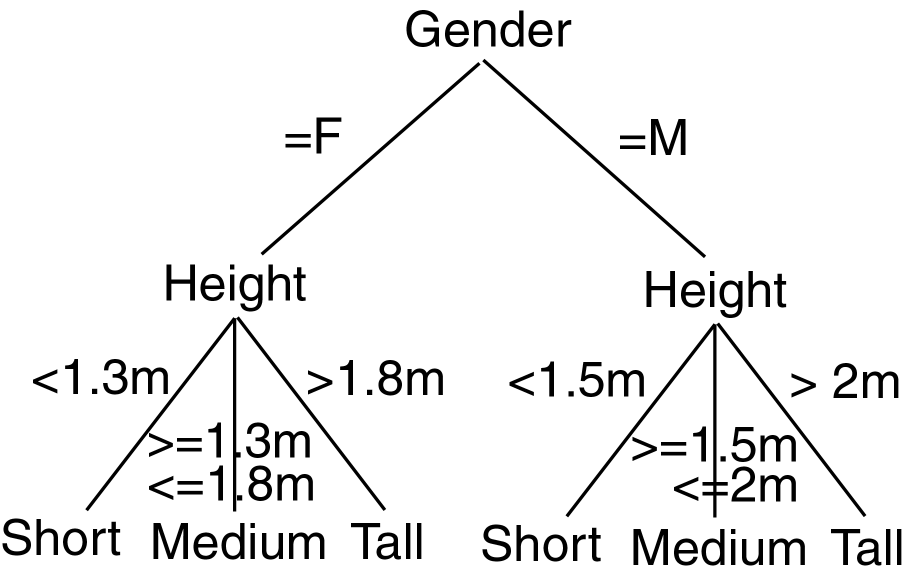 Gender
=F
=M
Height
Height
<1.3m
>1.8m
<1.5m
> 2m
>=1.3m
<=1.8m
>=1.5m
<=2m
Short
Medium
Tall
Short
Medium
Tall